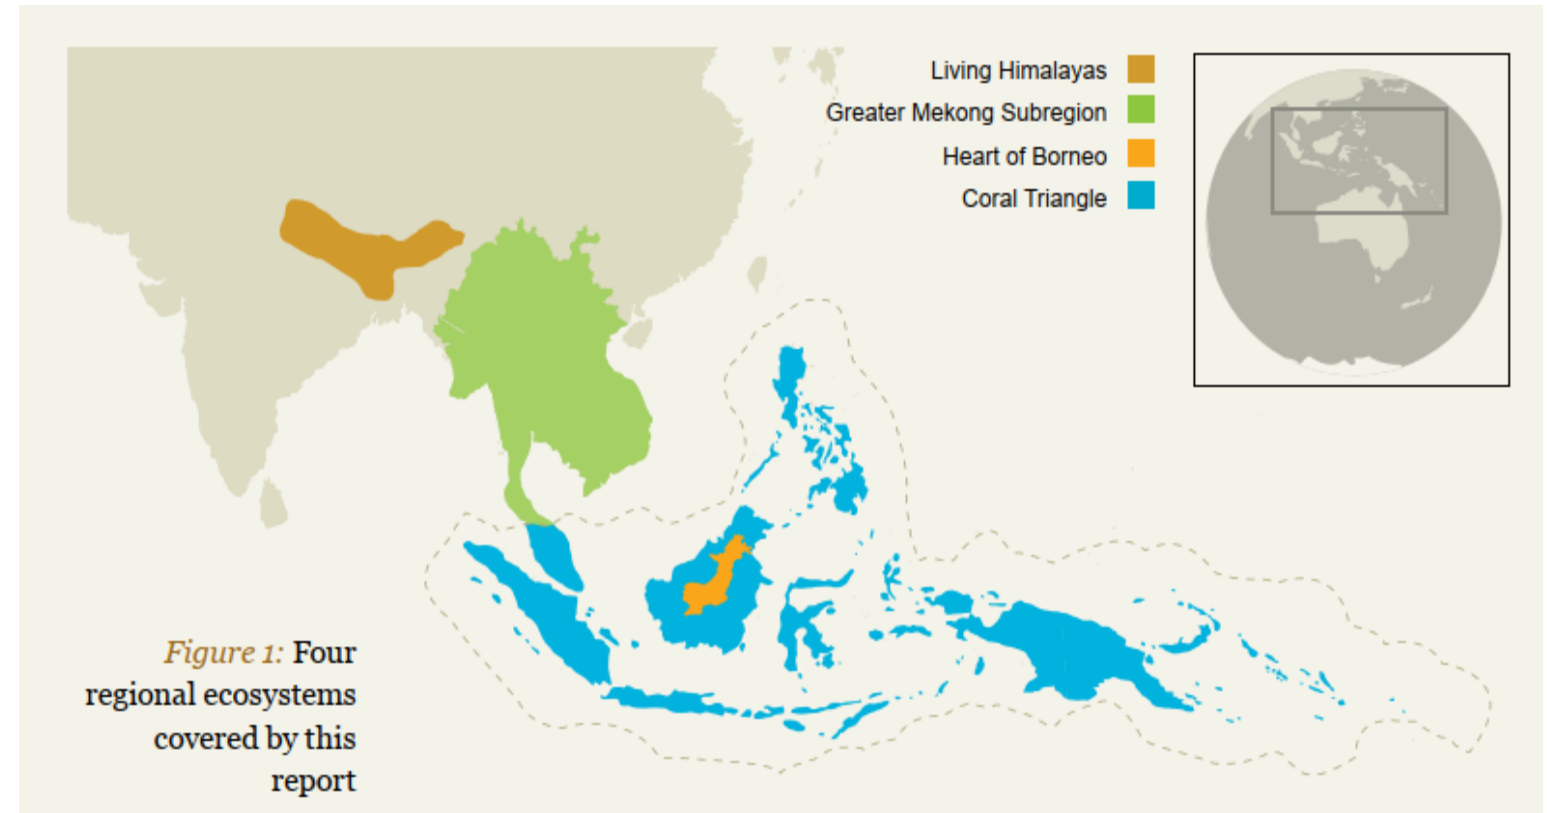 Living Himalayas
Greater Mekong Subregion
Heart of Borneo
Coral Triangle
Figure 1: Four
regional ecosystems
covered by this
report